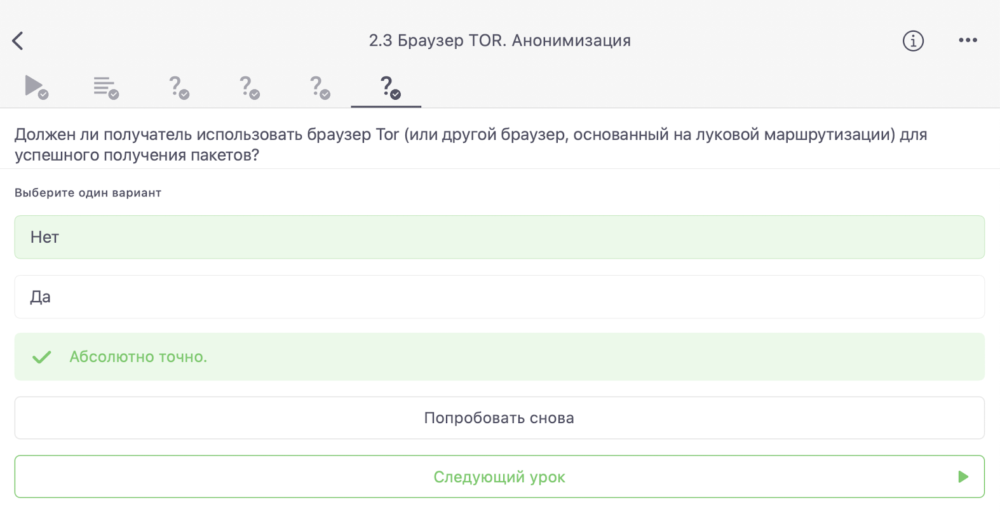 2.3 Браузер TOR. Анонимизация
Должен ли получатель использовать браузер Tor (или другой браузер, основанный на луковой маршрутизации) для
успешного получения пакетов?
Выберите один вариант
Нет
Да
Абсолютно точно.
Попробовать снова
Следующий урок